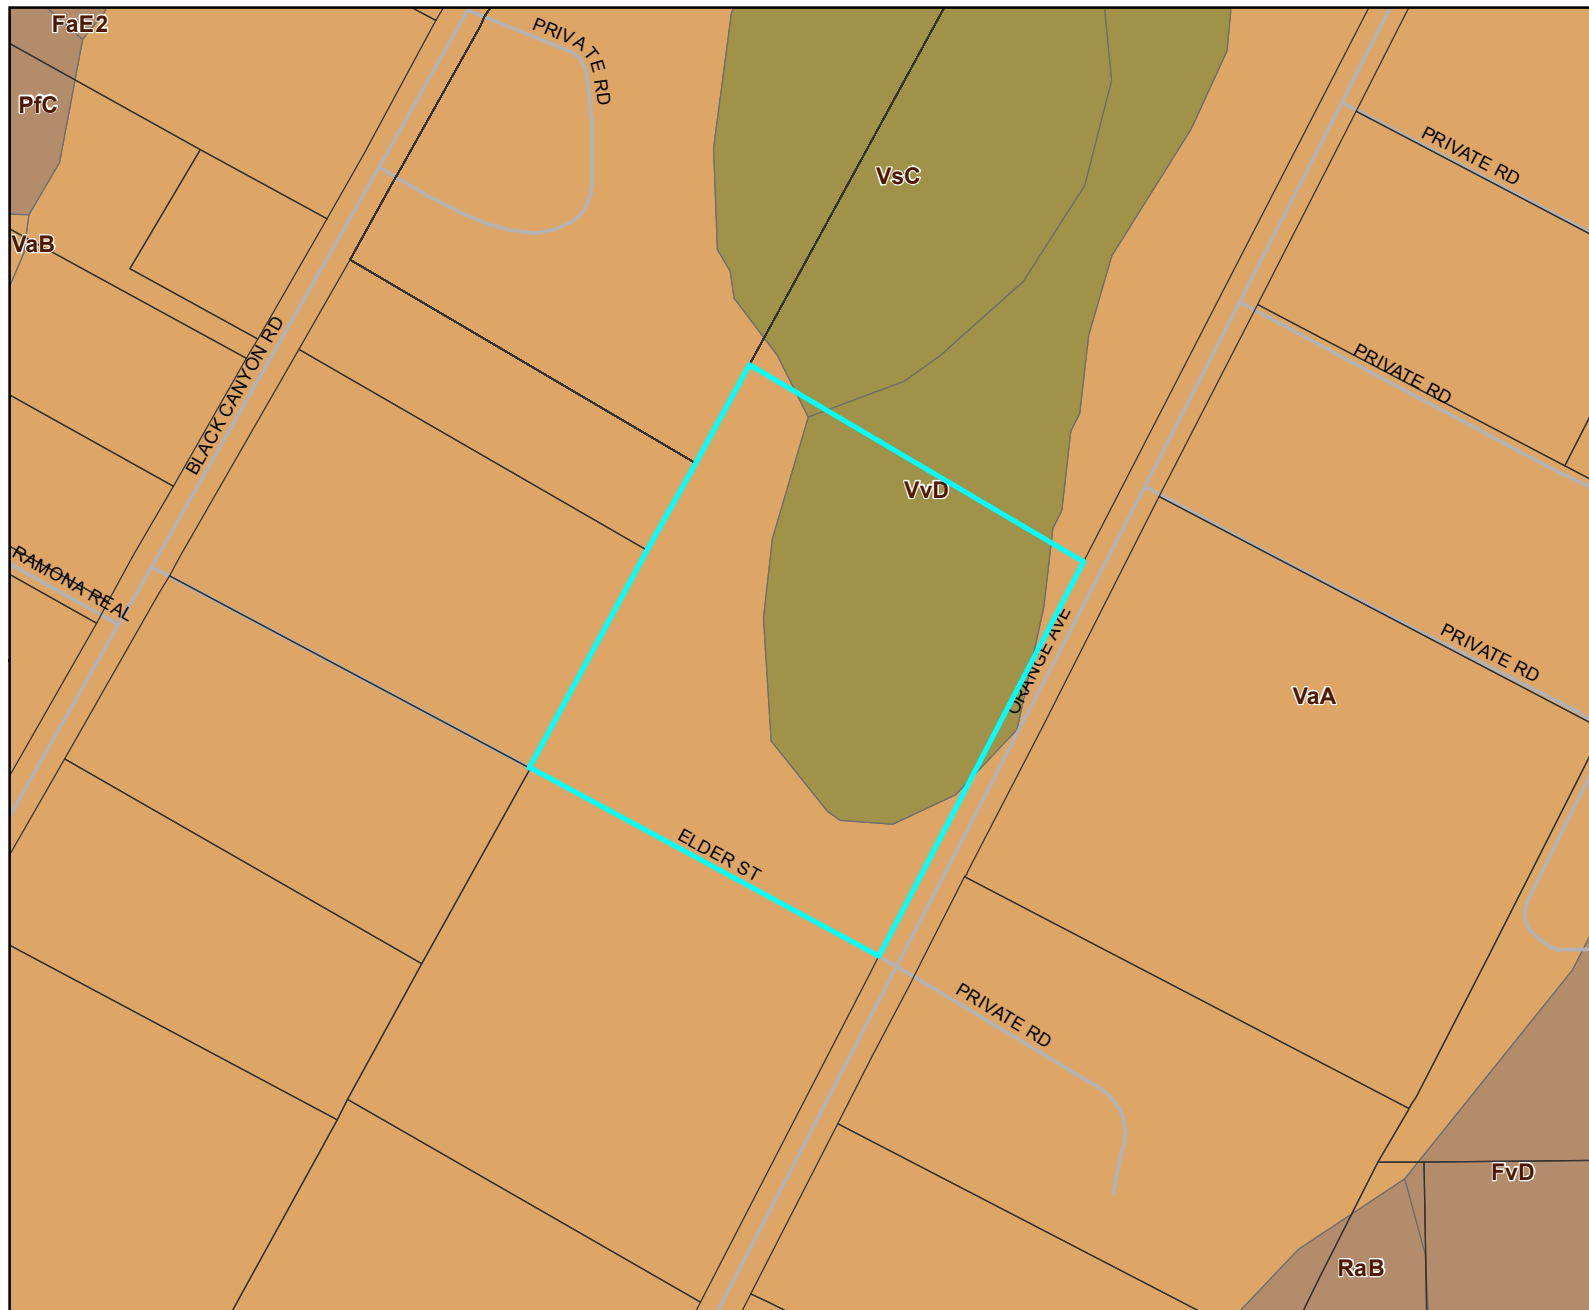 FaE2
PRIVATE RD
PfC
PRIVATE RD
VsC
VaB
PRIVATE RD
BLACK CANYON RD
VvD
RAMONA REAL
ORANGE AVE
PRIVATE RD
VaA
ELDER ST
PRIVATE RD
FvD
RaB